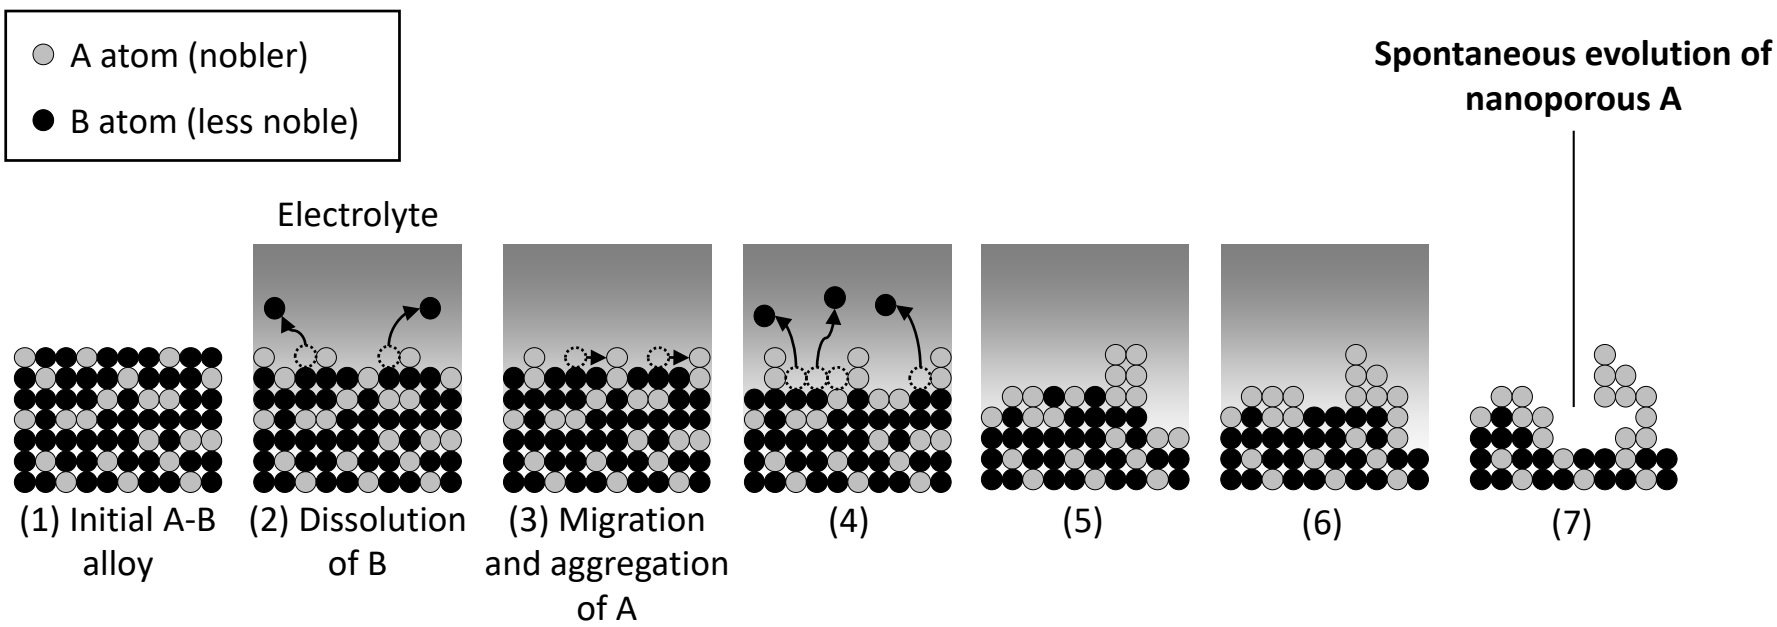 A atom (nobler)
B atom (less noble)
Spontaneous evolution of
nanoporous A
Electrolyte
(1) Initial A-B
alloy
(2) Dissolution
of B
(3) Migration
and aggregation
of A
(4)
(5)
(6)
(7)